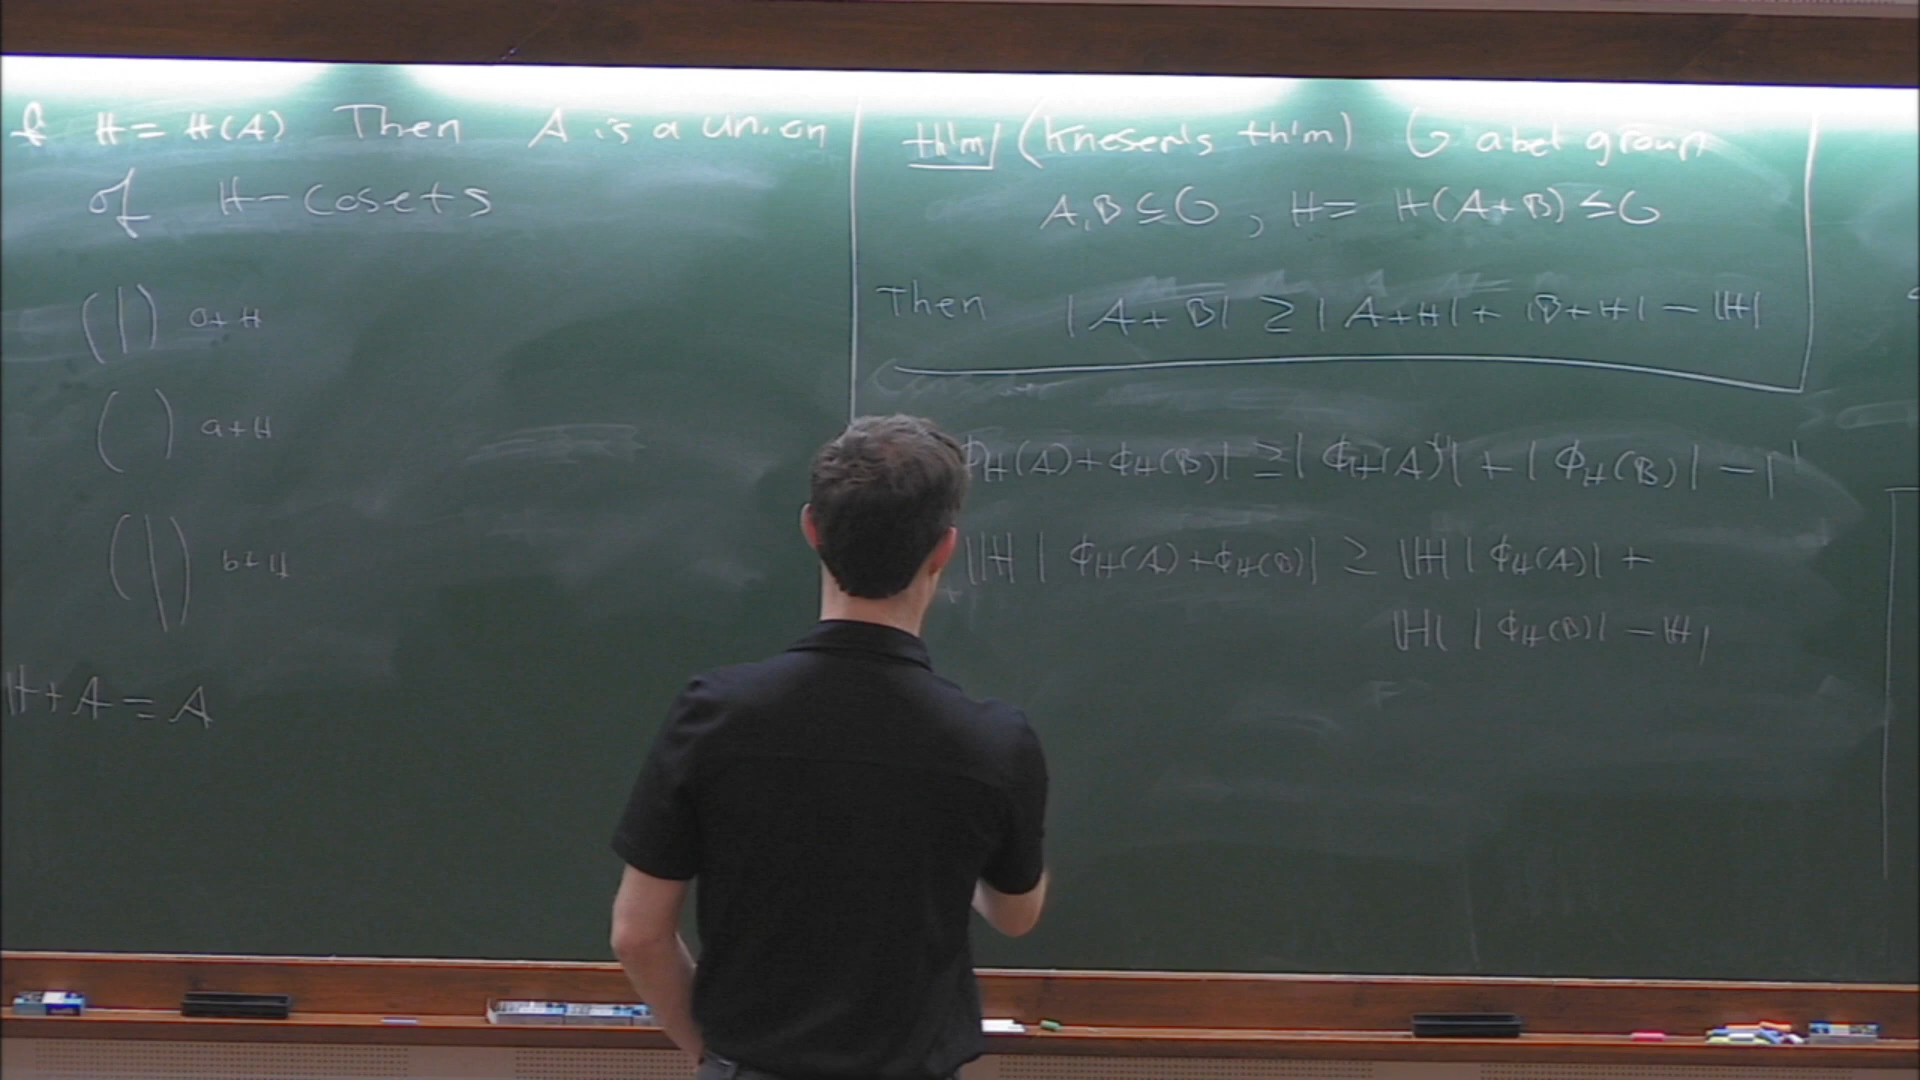 f H = H(A) Then A is a union
of H-cosets
a+H
a+H
b+H
H+A = A
th'm (Kneser's th'm) G abel group
A,B ⊆ G , H = H(A+B) ≤ G
Then |A+B| ≥ |A+H| + |B+H| - |H|
ϕ_H(A)+ϕ_H(B)| ≥ |ϕ_H(A)| + |ϕ_H(B)| - 1
|H| |ϕ_H(A)+ϕ_H(B)| ≥ |H| |ϕ_H(A)| +
|H| |ϕ_H(B)| - |H|